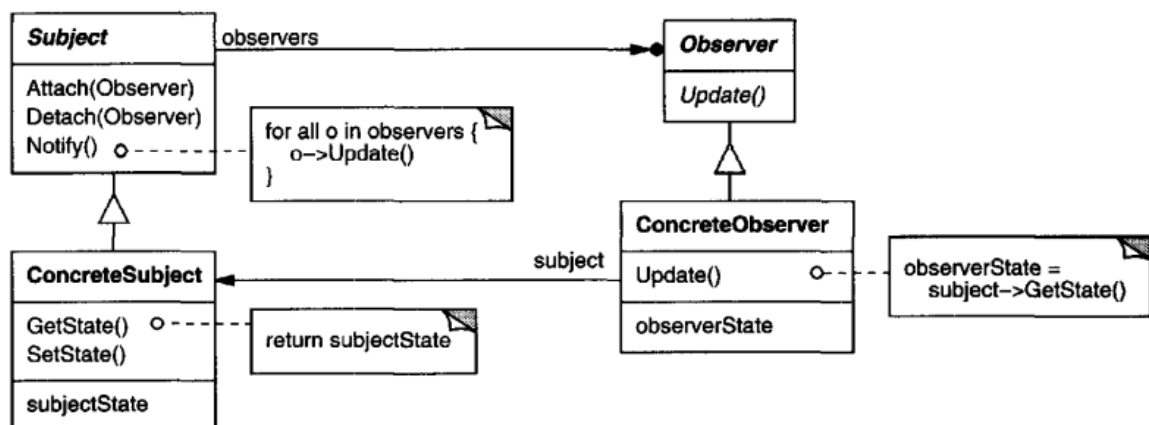 Subject
Attach(Observer)
Detach(Observer)
Notify()
observers
for all o in observers {
o->Update()
}
Observer
Update()
ConcreteSubject
GetState()
SetState()
subjectState
return subjectState
subject
ConcreteObserver
Update()
observerState
observerState =
subject->GetState()